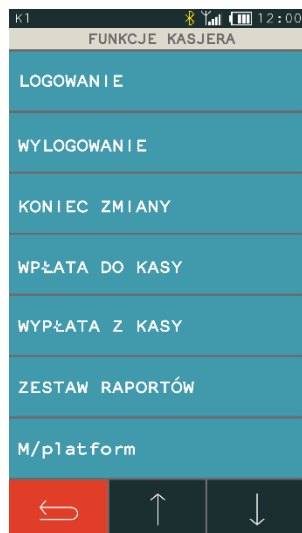 K1 12:00
FUNKCJE KASJERA
LOGOWANIE
WYLOGOWANIE
KONIEC ZMIANY
WPŁATA DO KASY
WYPŁATA Z KASY
ZESTAW RAPORTÓW
M/platform